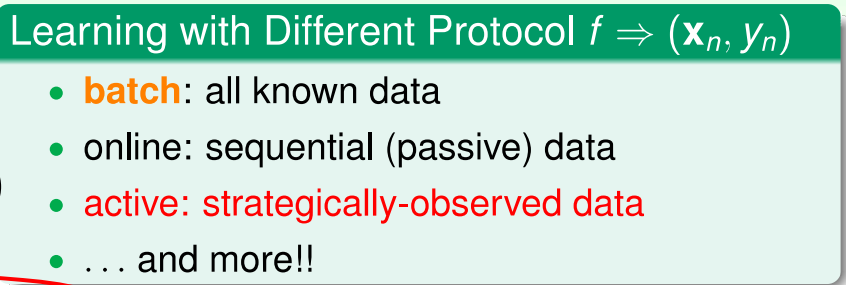 Learning with Different Protocol f ⇒ (xₙ, yₙ)
• batch: all known data
• online: sequential (passive) data
• active: strategically-observed data
• . . . and more!!